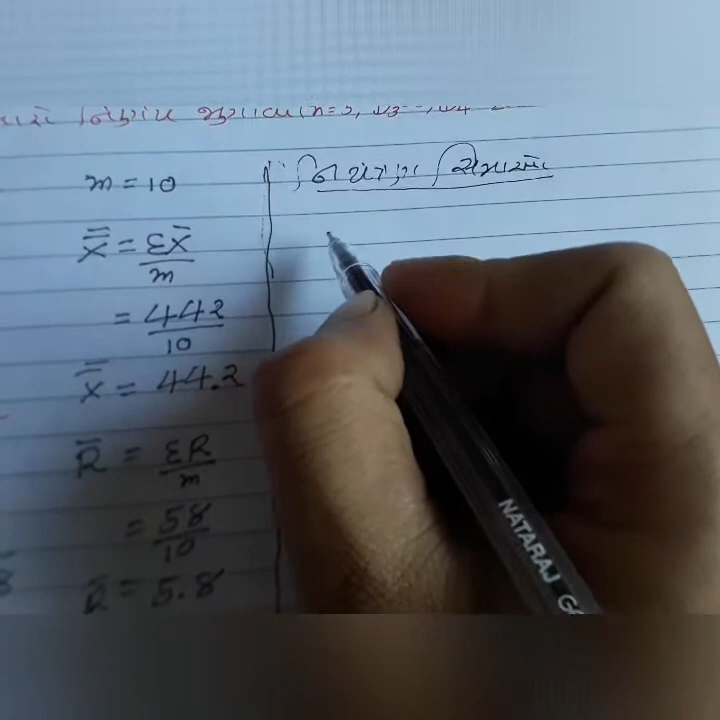 m = 10
નિયંત્રણ સીમાઓ
x̿ = Σx̄
m
= 442
10
x̿ = 44.2
R̄ = ΣR
m
= 58
10
R̄ = 5.8
NATARAJ